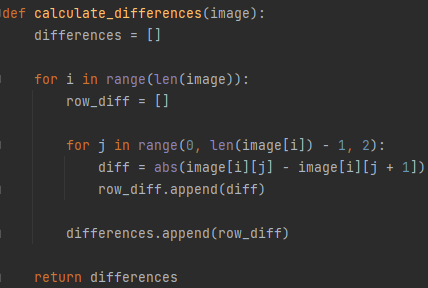 def calculate_differences(image):
    differences = []

    for i in range(len(image)):
        row_diff = []

        for j in range(0, len(image[i]) - 1, 2):
            diff = abs(image[i][j] - image[i][j + 1])
            row_diff.append(diff)

        differences.append(row_diff)

    return differences